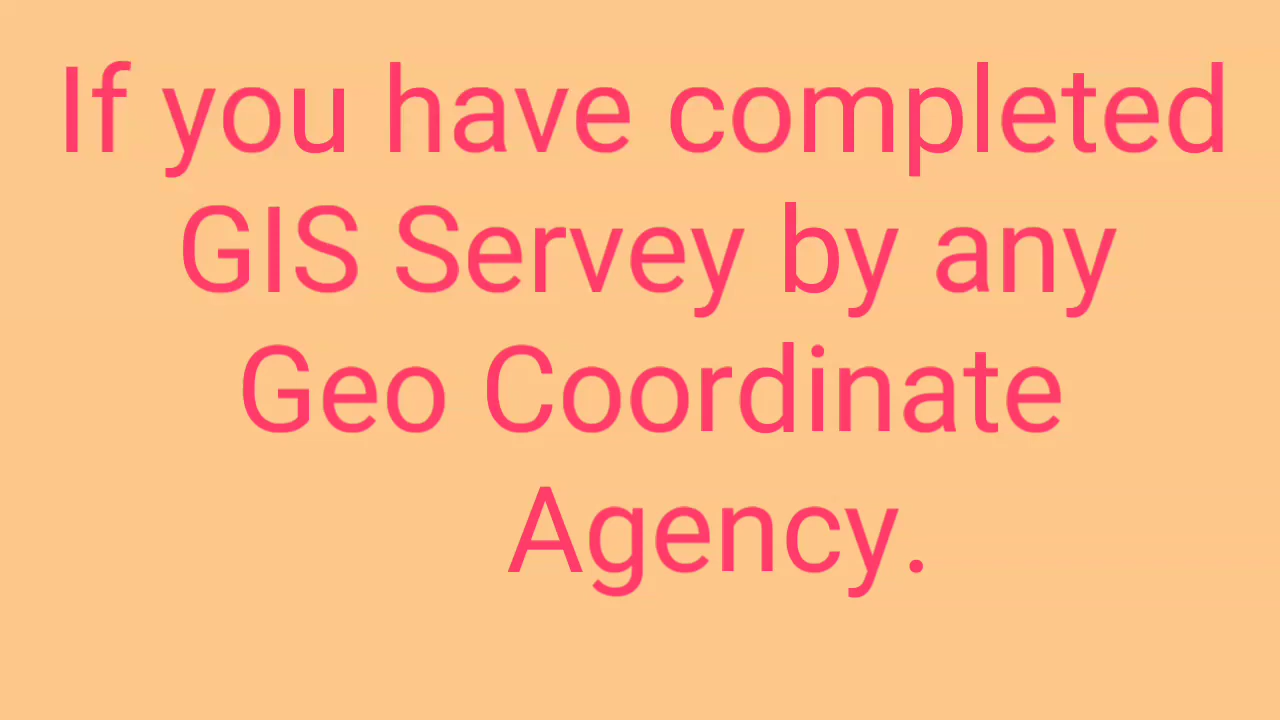 If you have completed
GIS Servey by any
Geo Coordinate
Agency.